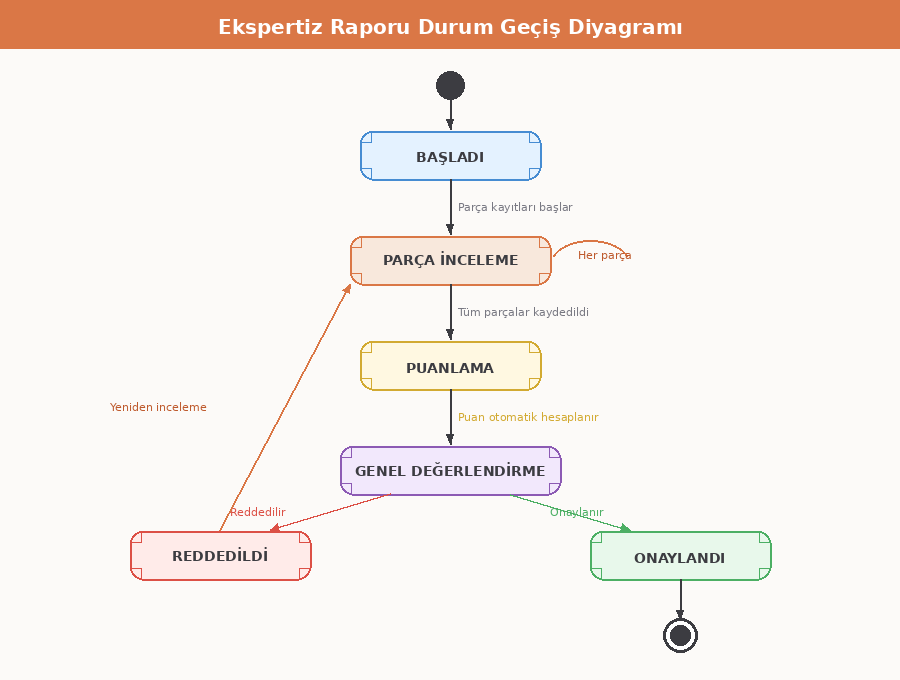 Ekspertiz Raporu Durum Geçiş Diyagramı
BAŞLADI
Parça kayıtları başlar
PARÇA İNCELEME
Her parça
Tüm parçalar kaydedildi
PUANLAMA
Yeniden inceleme
Puan otomatik hesaplanır
GENEL DEĞERLENDİRME
Reddedilir
Onaylanır
REDDEDİLDİ
ONAYLANDI